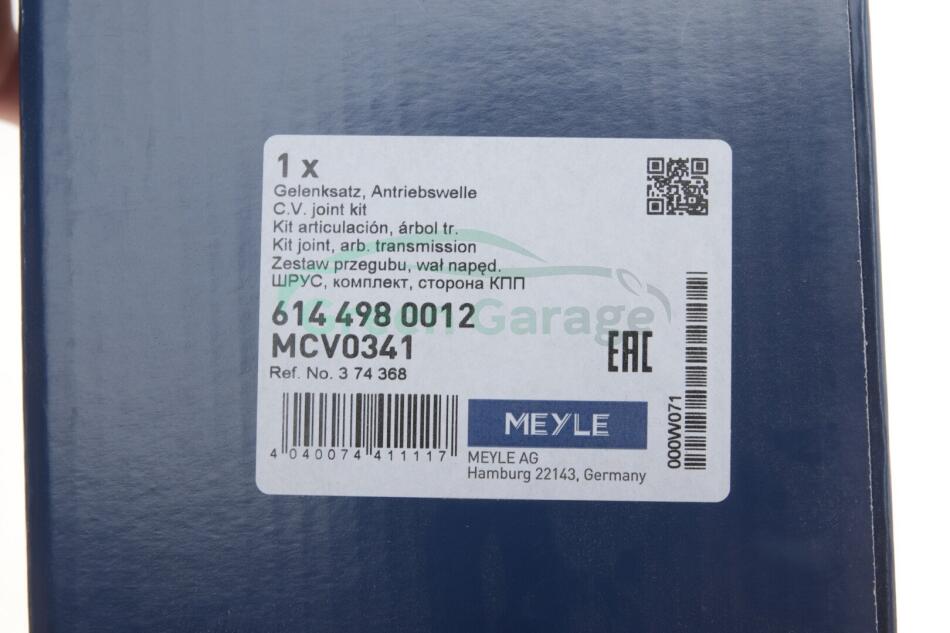 1 x
Gelenksatz, Antriebswelle
C.V. joint kit
Kit articulación, árbol tr.
Kit joint, arb. transmission
Zestaw przegubu, wał napęd.
ШРУС, комплект, сторона КПП
Green Garage
614 498 0012
MCV0341
EAC
Ref. No. 3 74 368
4 040074 411117
MEYLE
MEYLE AG
Hamburg 22143, Germany
000W071